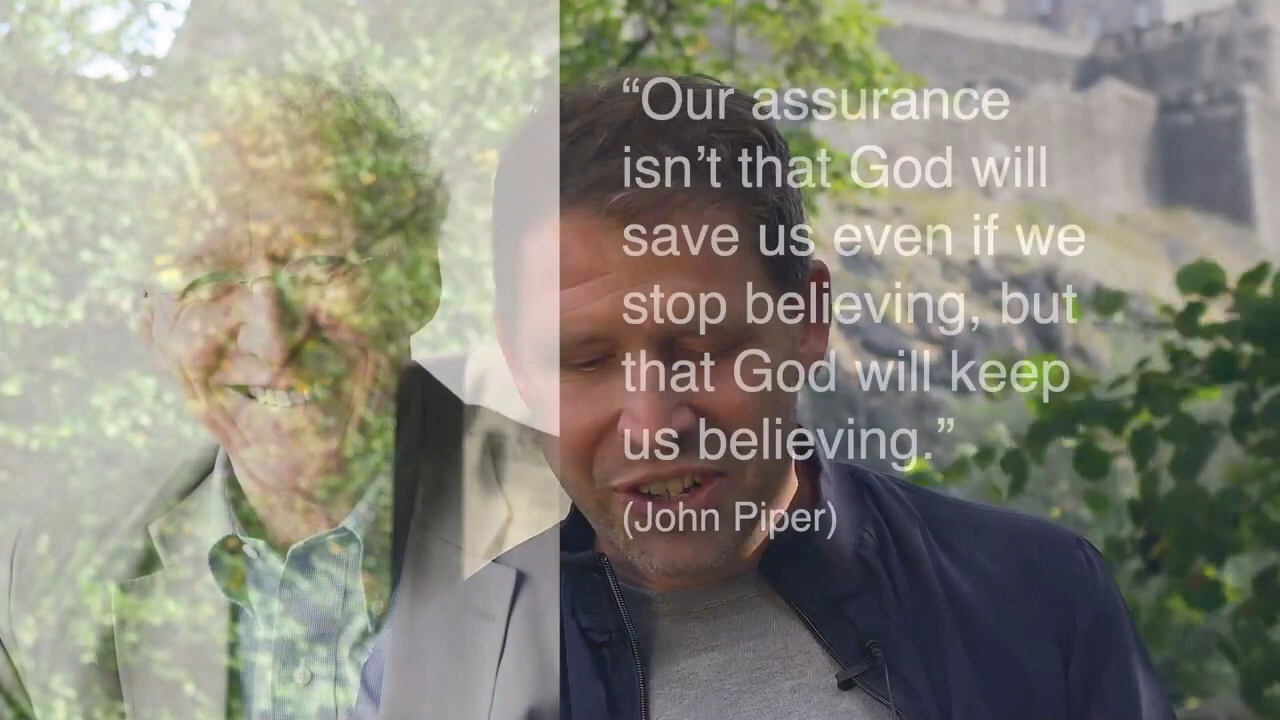 “Our assurance
isn’t that God will
save us even if we
stop believing, but
that God will keep
us believing.”
(John Piper)